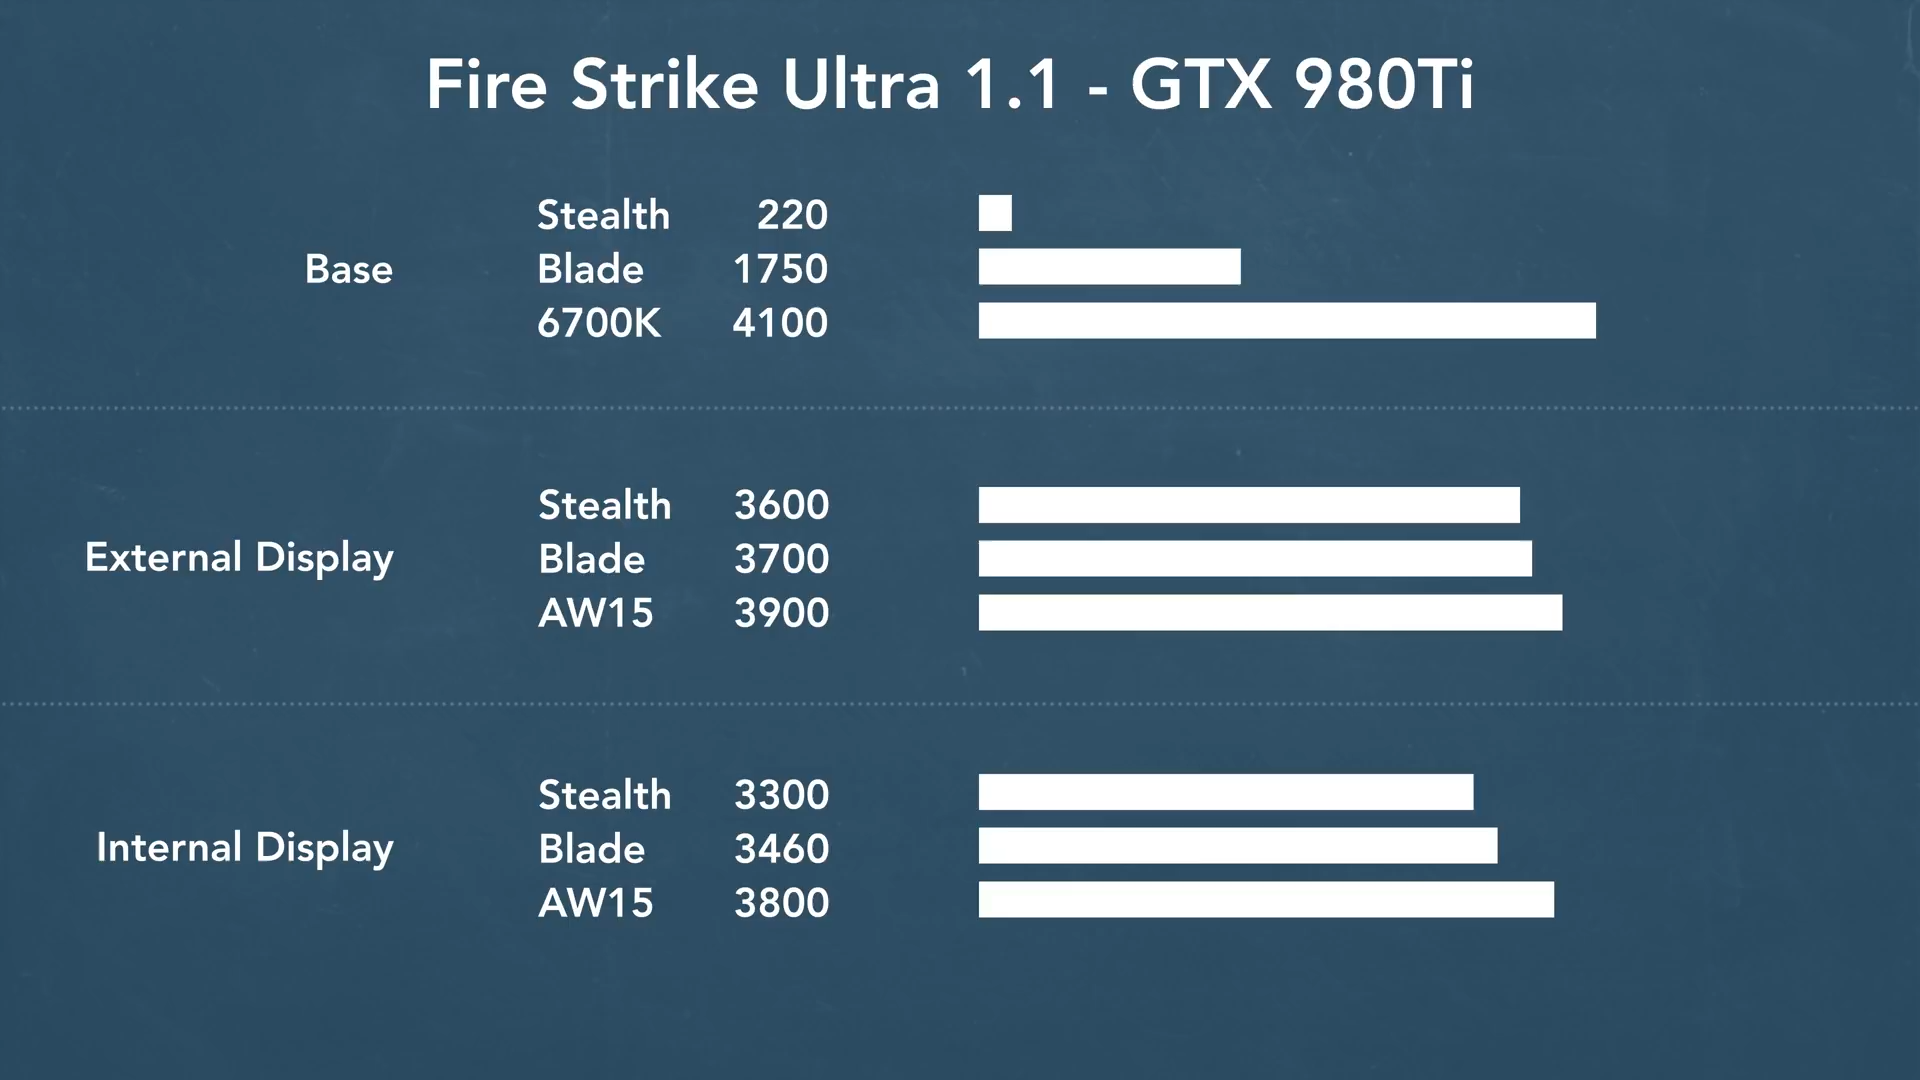 Fire Strike Ultra 1.1 - GTX 980Ti
Base
Stealth 220
Blade 1750
6700K 4100
External Display
Stealth 3600
Blade 3700
AW15 3900
Internal Display
Stealth 3300
Blade 3460
AW15 3800